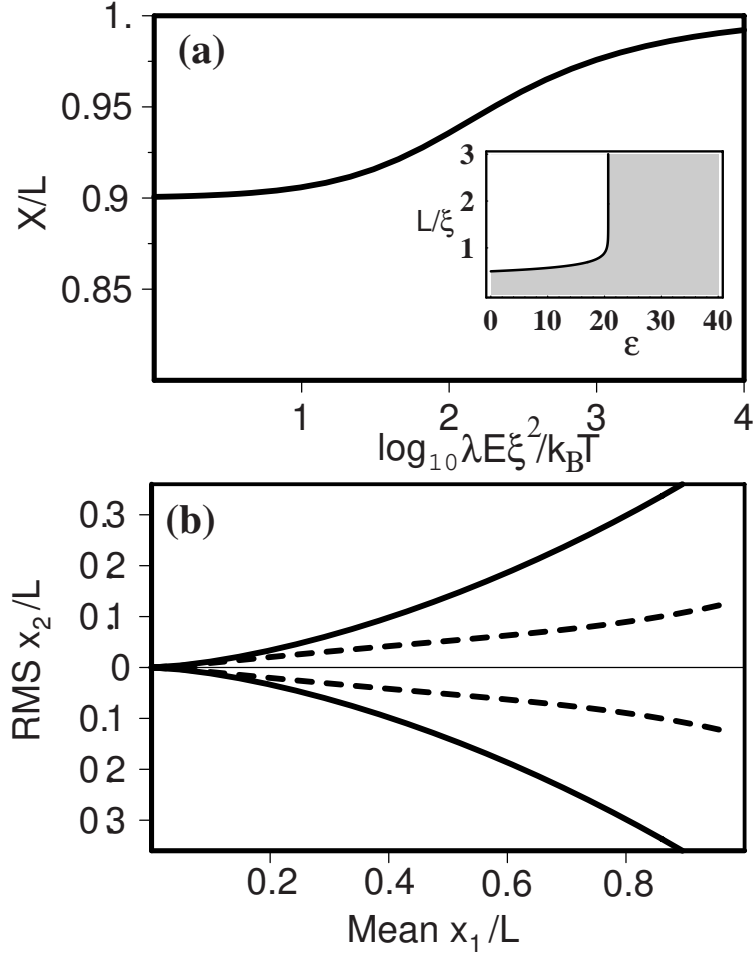 (a)
X/L
1.
0.95
0.9
0.85
1 2 3 4
log₁₀ λEξ²/k_BT
L/ξ
3
2
1
0 10 20 30 40
ε
(b)
RMS x₂/L
0.3
0.2
0.1
0
0.1
0.2
0.3
0.2 0.4 0.6 0.8
Mean x₁/L